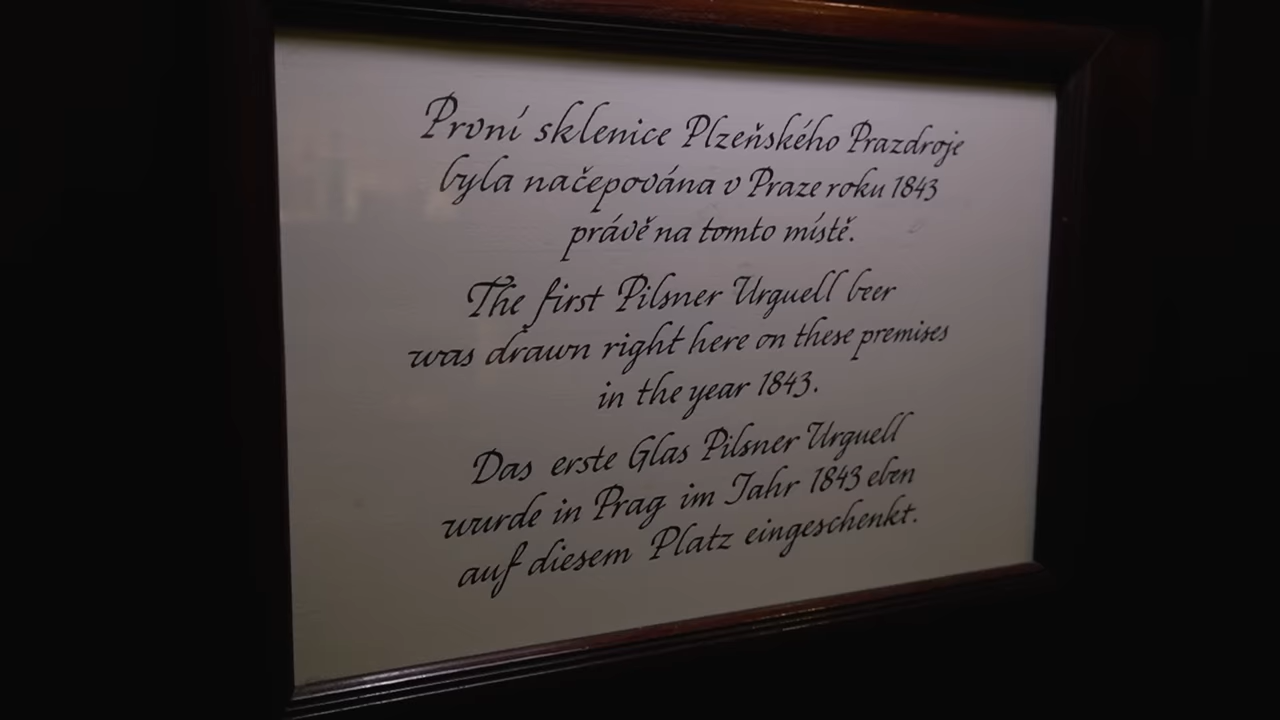 První sklenice Plzeňského Prazdroje
byla načepována v Praze roku 1843
právě na tomto místě.
The first Pilsner Urquell beer
was drawn right here on these premises
in the year 1843.
Das erste Glas Pilsner Urquell
wurde in Prag im Jahr 1843 eben
auf diesem Platz eingeschenkt.